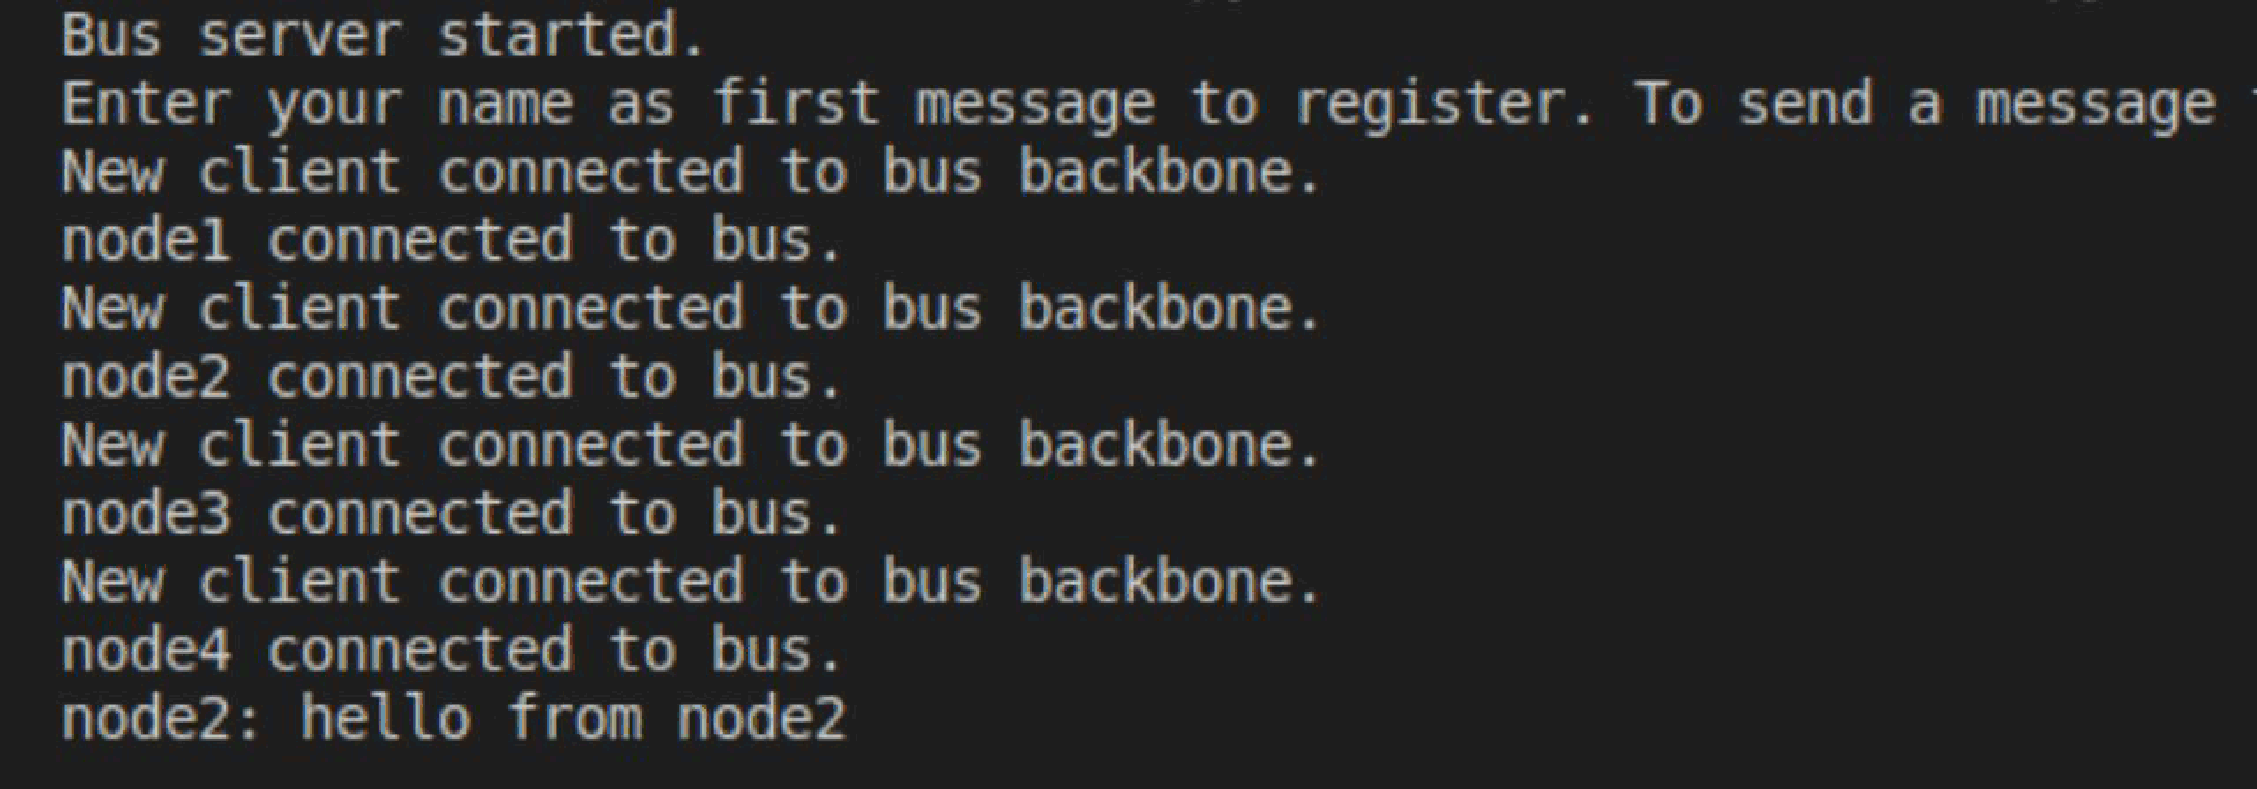 Bus server started.
Enter your name as first message to register. To send a message
New client connected to bus backbone.
node1 connected to bus.
New client connected to bus backbone.
node2 connected to bus.
New client connected to bus backbone.
node3 connected to bus.
New client connected to bus backbone.
node4 connected to bus.
node2: hello from node2